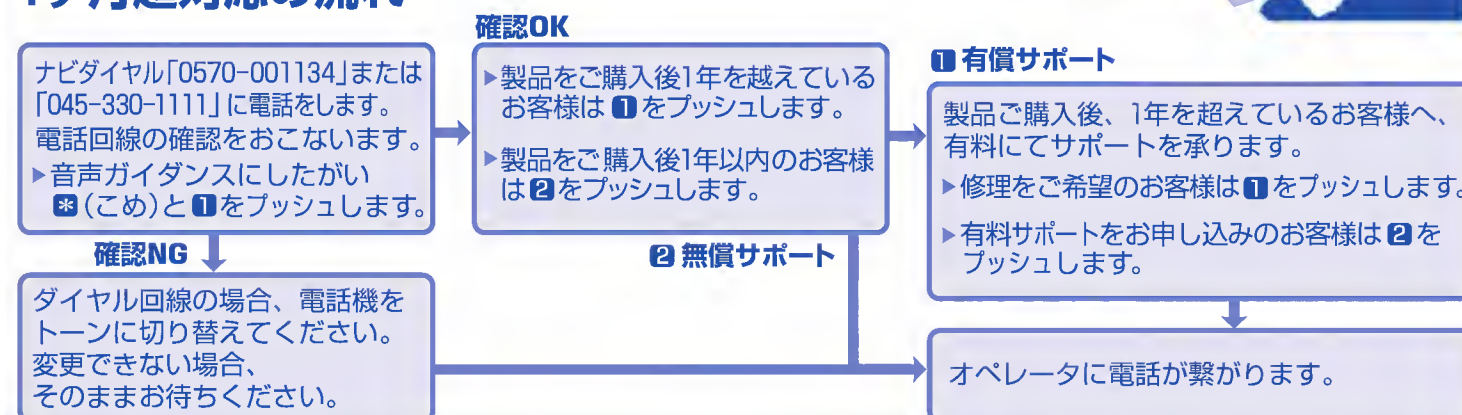 確認OK
ナビダイヤル「0570-001134」または
「045-330-1111」に電話をします。
電話回線の確認をおこないます。
▶音声ガイダンスにしたがい
＊(こめ)と1をプッシュします。
▶製品をご購入後1年を越えている
お客様は1をプッシュします。
▶製品をご購入後1年以内のお客様
は2をプッシュします。
1 有償サポート
製品ご購入後、1年を超えているお客様へ、
有料にてサポートを承ります。
▶修理をご希望のお客様は1をプッシュします。
▶有料サポートをお申し込みのお客様は2を
プッシュします。
確認NG
2 無償サポート
ダイヤル回線の場合、電話機を
トーンに切り替えてください。
変更できない場合、
そのままお待ちください。
オペレータに電話が繋がります。